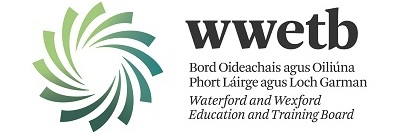 wwetb
Bord Oideachais agus Oiliúna
Phort Láirge agus Loch Garman
Waterford and Wexford
Education and Training Board